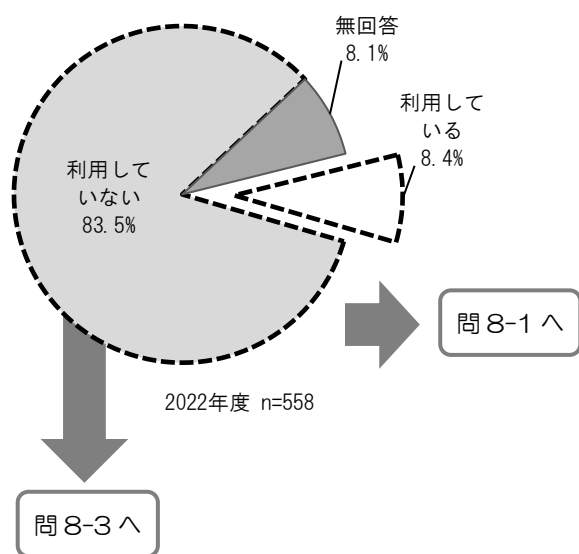 無回答
8.1%
利用して
いる
8.4%
利用して
いない
83.5%
問8-1へ
2022年度 n=558
問8-3へ